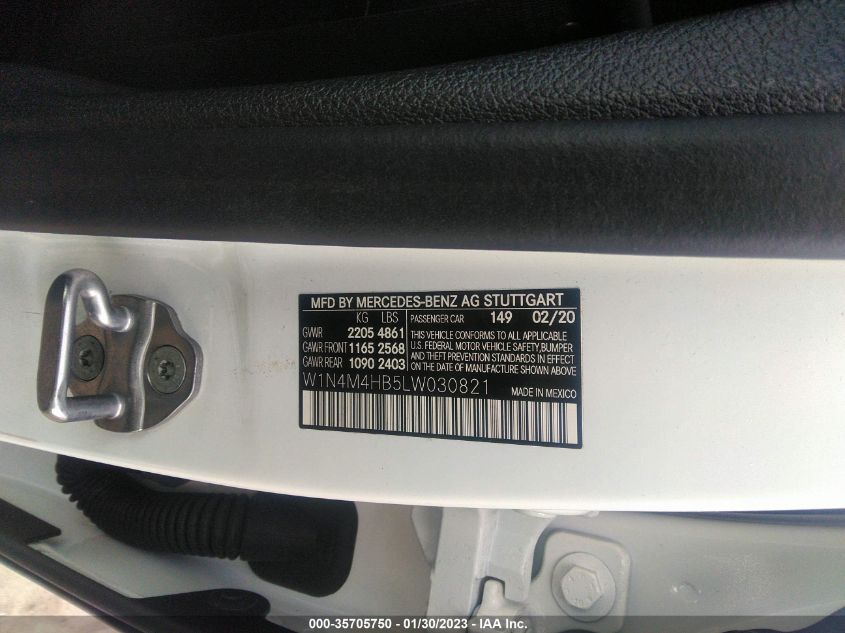 MFD BY MERCEDES-BENZ AG STUTTGART
KG LBS PASSENGER CAR 149 02/20
GVWR 2205 4861
GAWR FRONT 1165 2568
GAWR REAR 1090 2403
THIS VEHICLE CONFORMS TO ALL APPLICABLE
U.S. FEDERAL MOTOR VEHICLE SAFETY,BUMPER
AND THEFT PREVENTION STANDARDS IN EFFECT
ON THE DATE OF MANUFACTURE SHOWN ABOVE.
W1N4M4HB5LW030821 MADE IN MEXICO
000-35705750 - 01/30/2023 - IAA Inc.